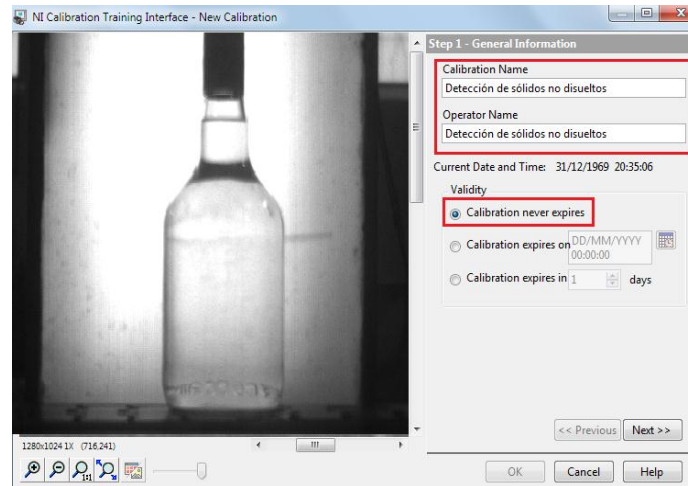 NI Calibration Training Interface - New Calibration
Step 1 - General Information
Calibration Name
Detección de sólidos no disueltos
Operator Name
Detección de sólidos no disueltos
Current Date and Time: 31/12/1969 20:35:06
Validity
Calibration never expires
Calibration expires on DD/MM/YYYY
00:00:00
Calibration expires in 1 days
<< Previous Next >>
1280x1024 1X (716,241)
1:1
OK Cancel Help